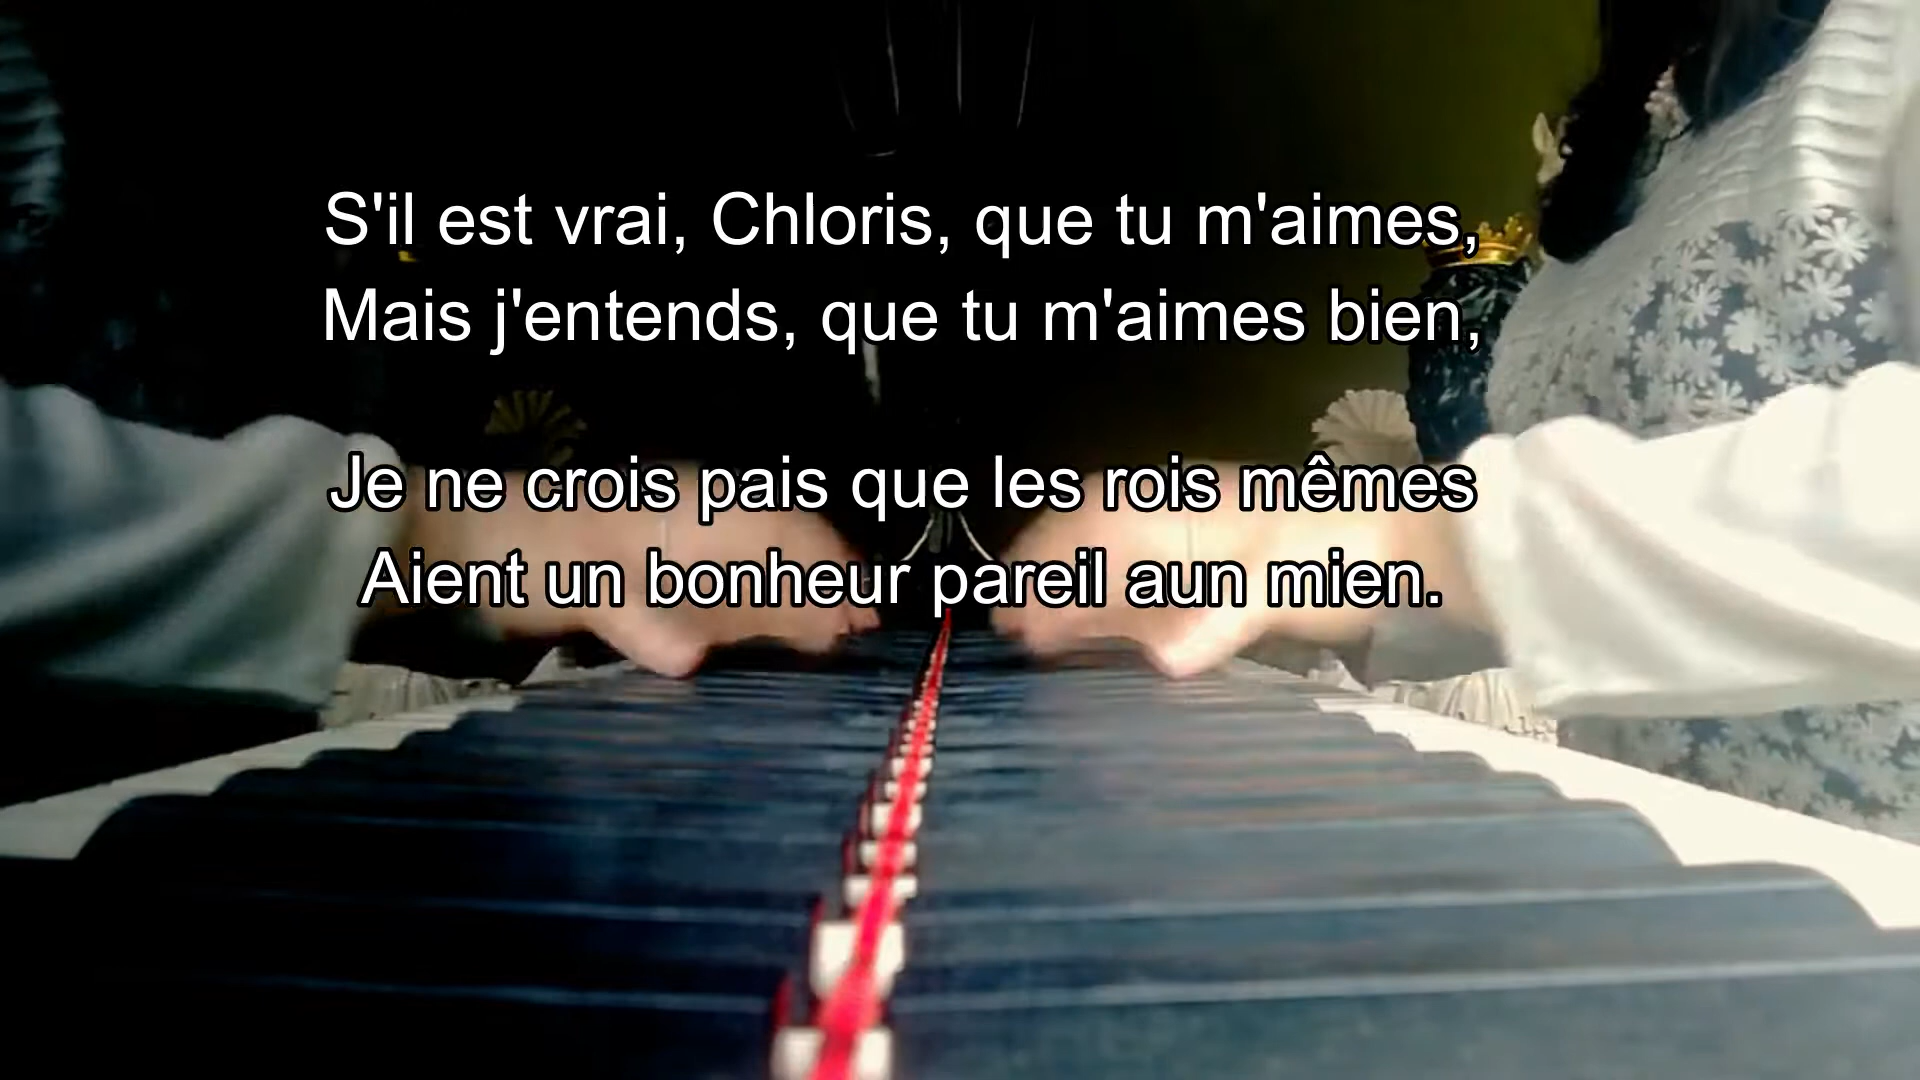 S'il est vrai, Chloris, que tu m'aimes,
Mais j'entends, que tu m'aimes bien,
Je ne crois pais que les rois mêmes
Aient un bonheur pareil aun mien.